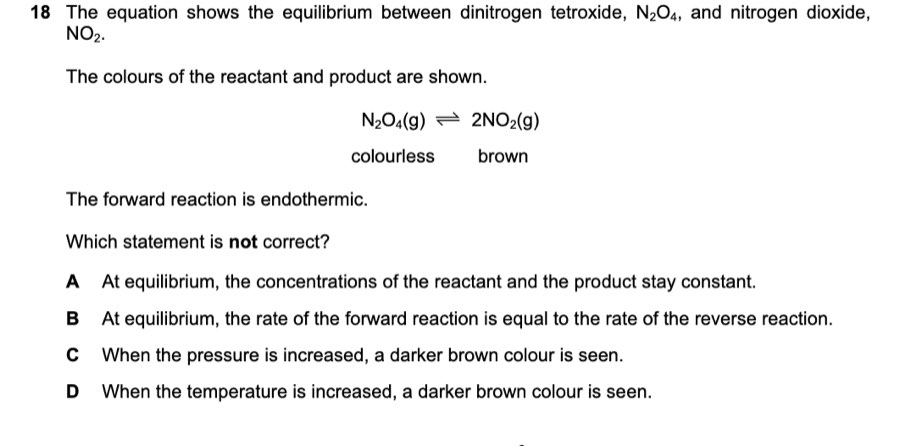 18 The equation shows the equilibrium between dinitrogen tetroxide, N₂O₄, and nitrogen dioxide,
NO₂.
The colours of the reactant and product are shown.
N₂O₄(g) ⇌ 2NO₂(g)
colourless brown
The forward reaction is endothermic.
Which statement is not correct?
A At equilibrium, the concentrations of the reactant and the product stay constant.
B At equilibrium, the rate of the forward reaction is equal to the rate of the reverse reaction.
C When the pressure is increased, a darker brown colour is seen.
D When the temperature is increased, a darker brown colour is seen.